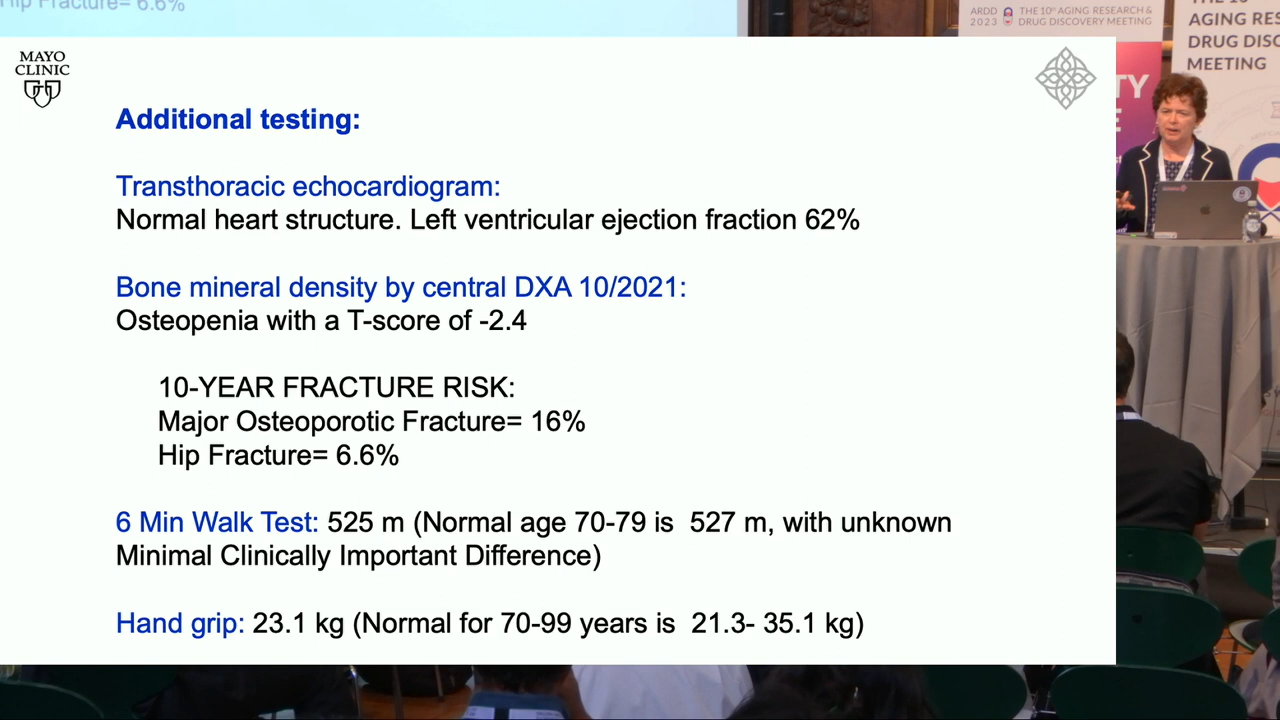 Hip Fracture= 6.6%
ARDD 2023
THE 10th AGING RESEARCH & DRUG DISCOVERY MEETING
AGING RES
DRUG DISC
MEETING
TY
E
MAYO
CLINIC
Additional testing:
Transthoracic echocardiogram:
Normal heart structure. Left ventricular ejection fraction 62%
Bone mineral density by central DXA 10/2021:
Osteopenia with a T-score of -2.4
10-YEAR FRACTURE RISK:
Major Osteoporotic Fracture= 16%
Hip Fracture= 6.6%
6 Min Walk Test: 525 m (Normal age 70-79 is 527 m, with unknown
Minimal Clinically Important Difference)
Hand grip: 23.1 kg (Normal for 70-99 years is 21.3- 35.1 kg)